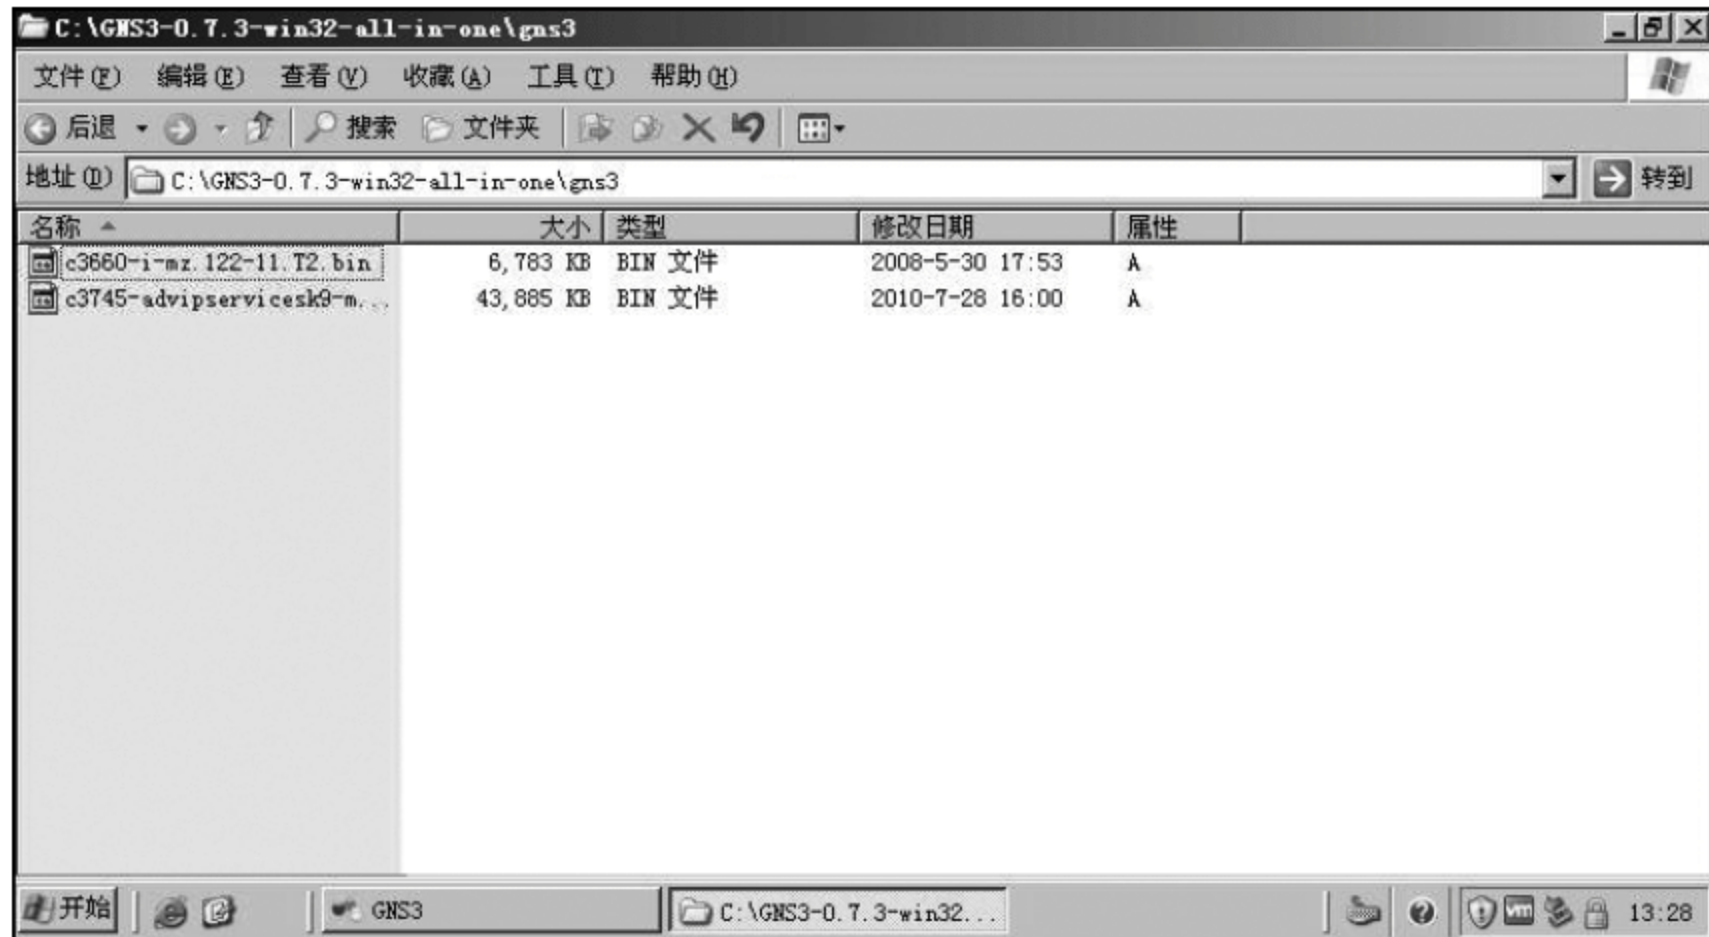 C:\GNS3-0.7.3-win32-all-in-one\gns3
文件(F) 编辑(E) 查看(V) 收藏(A) 工具(T) 帮助(H)
后退 搜索 文件夹
地址(D) C:\GNS3-0.7.3-win32-all-in-one\gns3 转到
名称 大小 类型 修改日期 属性
c3660-i-mz.122-11.T2.bin 6,783 KB BIN 文件 2008-5-30 17:53 A
c3745-advipservicesk9-m... 43,885 KB BIN 文件 2010-7-28 16:00 A
开始 GNS3 C:\GNS3-0.7.3-win32... vm 13:28